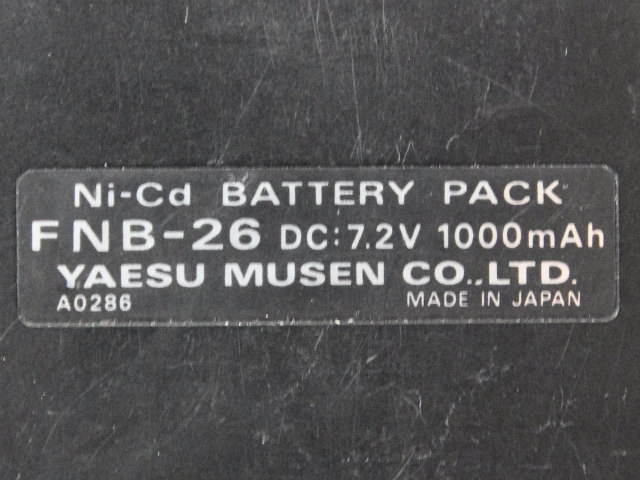 Ni-Cd BATTERY PACK
FNB-26 DC:7.2V 1000mAh
YAESU MUSEN CO.,LTD.
A0286 MADE IN JAPAN